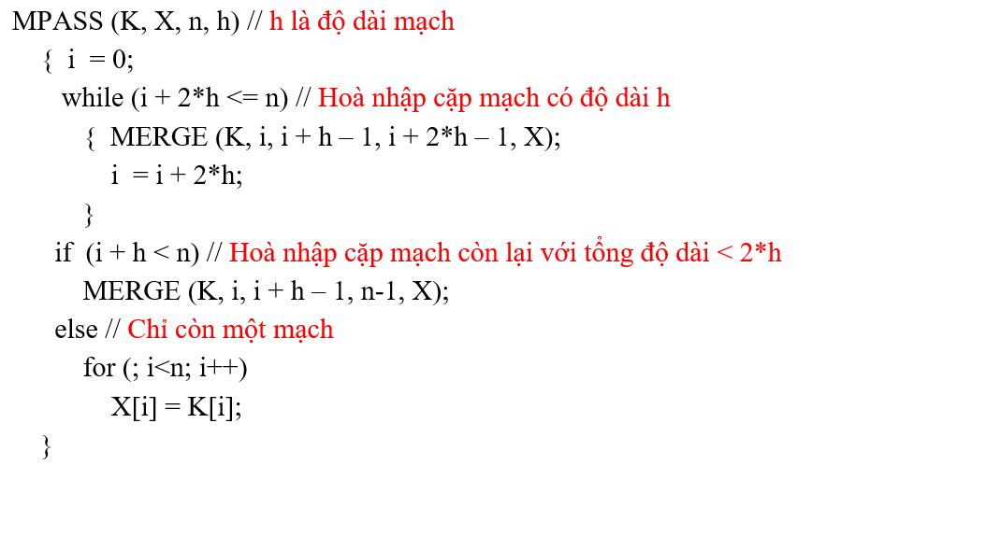 MPASS (K, X, n, h) // h là độ dài mạch
{ i = 0;
while (i + 2*h <= n) // Hoà nhập cặp mạch có độ dài h
{ MERGE (K, i, i + h – 1, i + 2*h – 1, X);
i = i + 2*h;
}
if (i + h < n) // Hoà nhập cặp mạch còn lại với tổng độ dài < 2*h
MERGE (K, i, i + h – 1, n-1, X);
else // Chỉ còn một mạch
for (; i<n; i++)
X[i] = K[i];
}